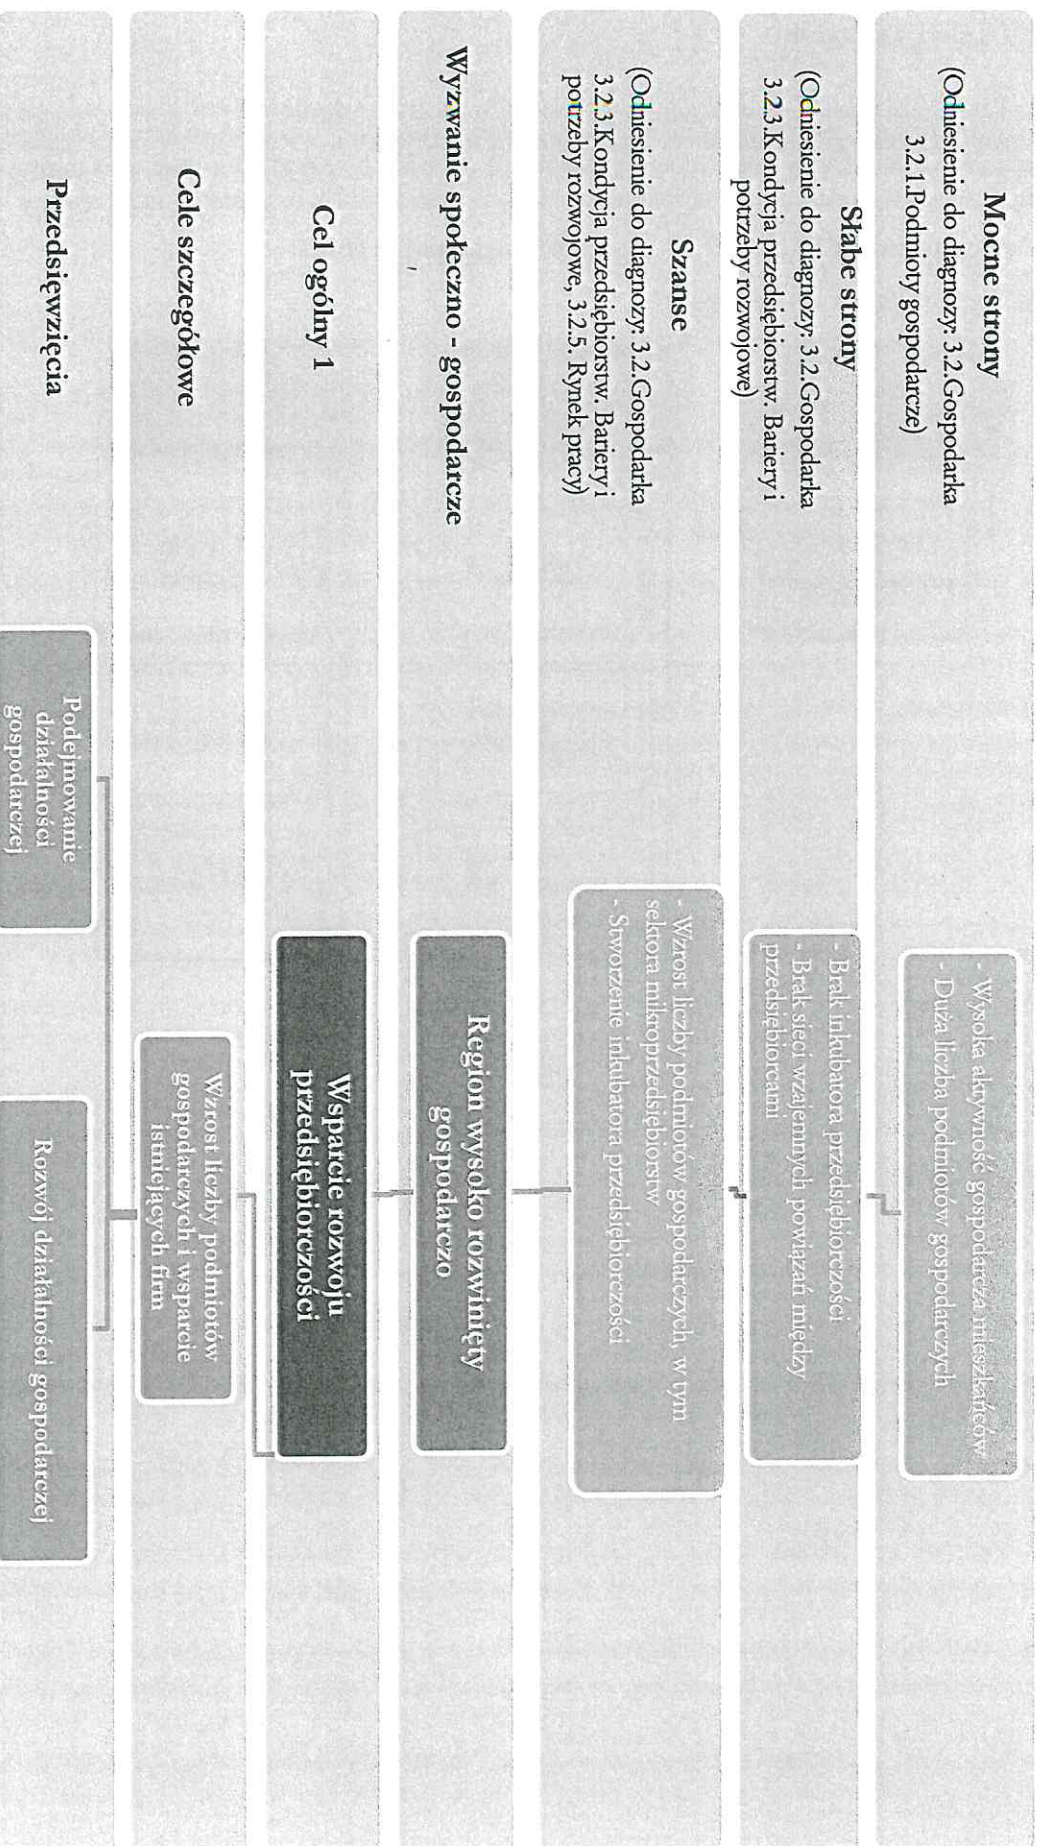 Mocne strony
(Odniesienie do diagnozy: 3.2.Gospodarka
3.2.1.Podmioty gospodarcze)
- Wysoka aktywność gospodarcza mieszkańców
- Duża liczba podmiotów gospodarczych
Słabe strony
(Odniesienie do diagnozy: 3.2.Gospodarka
3.2.3.Kondycja przedsiębiorstw. Bariery i
potrzeby rozwojowe)
- Brak inkubatora przedsiębiorczości
- Brak sieci wzajemnych powiązań między
przedsiębiorcami
Szanse
(Odniesienie do diagnozy: 3.2.Gospodarka
3.2.3.Kondycja przedsiębiorstw. Bariery i
potrzeby rozwojowe, 3.2.5. Rynek pracy)
- Wzrost liczby podmiotów gospodarczych, w tym
sektora mikroprzedsiębiorstw
- Stworzenie inkubatora przedsiębiorczości
Wyzwanie społeczno - gospodarcze
Region wysoko rozwinięty
gospodarczo
Cel ogólny 1
Wsparcie rozwoju
przedsiębiorczości
Cele szczegółowe
Wzrost liczby podmiotów
gospodarczych i wsparcie
istniejących firm
Przedsięwzięcia
Podejmowanie
działalności
gospodarczej
Rozwój działalności gospodarczej